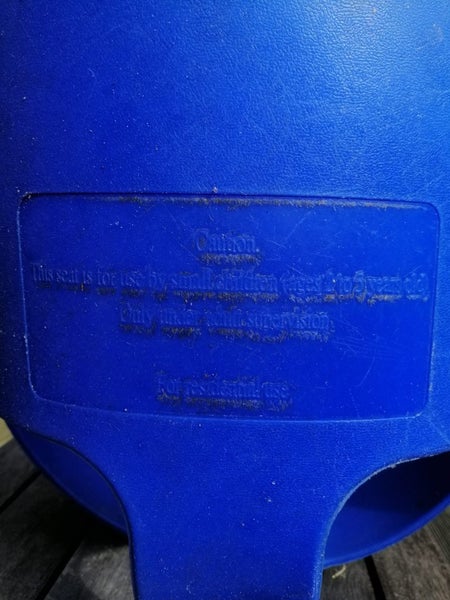 Caution.
This seat is for use by small children (ages 1 to 5 years old)
Only under adult supervision.
For residential use